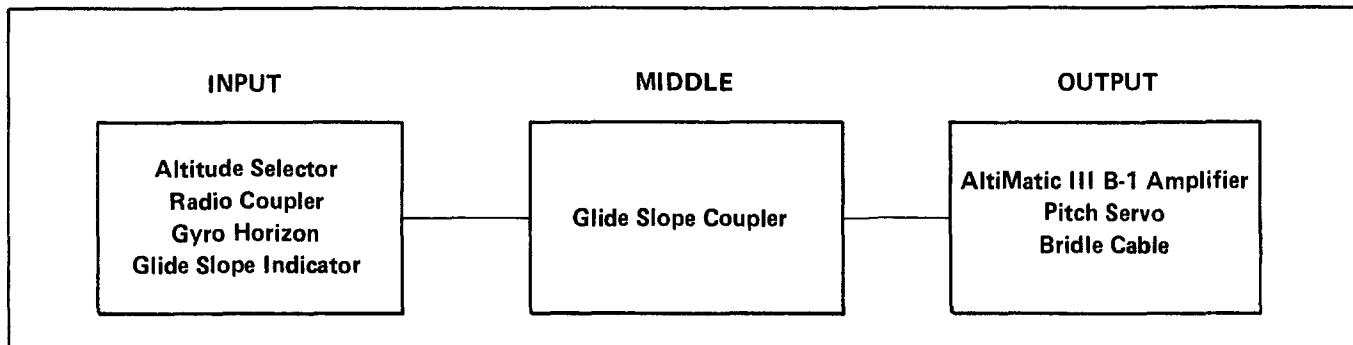 INPUT
MIDDLE
OUTPUT
Altitude Selector
Radio Coupler
Gyro Horizon
Glide Slope Indicator
Glide Slope Coupler
AltiMatic III B-1 Amplifier
Pitch Servo
Bridle Cable